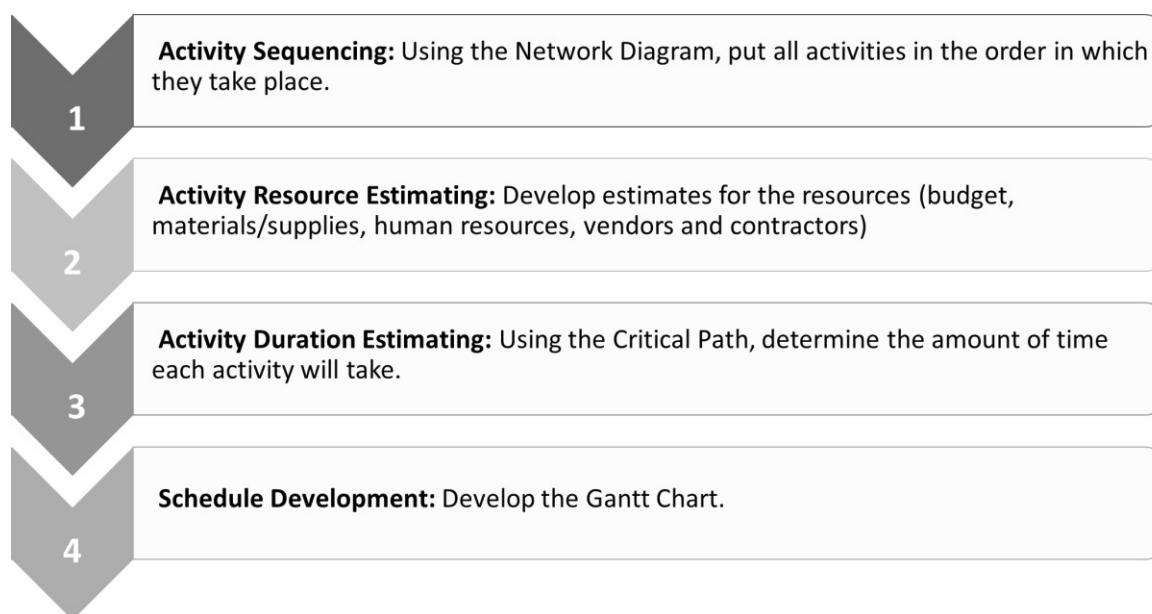 Activity Sequencing: Using the Network Diagram, put all activities in the order in which
they take place.
1
Activity Resource Estimating: Develop estimates for the resources (budget,
materials/supplies, human resources, vendors and contractors)
2
Activity Duration Estimating: Using the Critical Path, determine the amount of time
each activity will take.
3
Schedule Development: Develop the Gantt Chart.
4